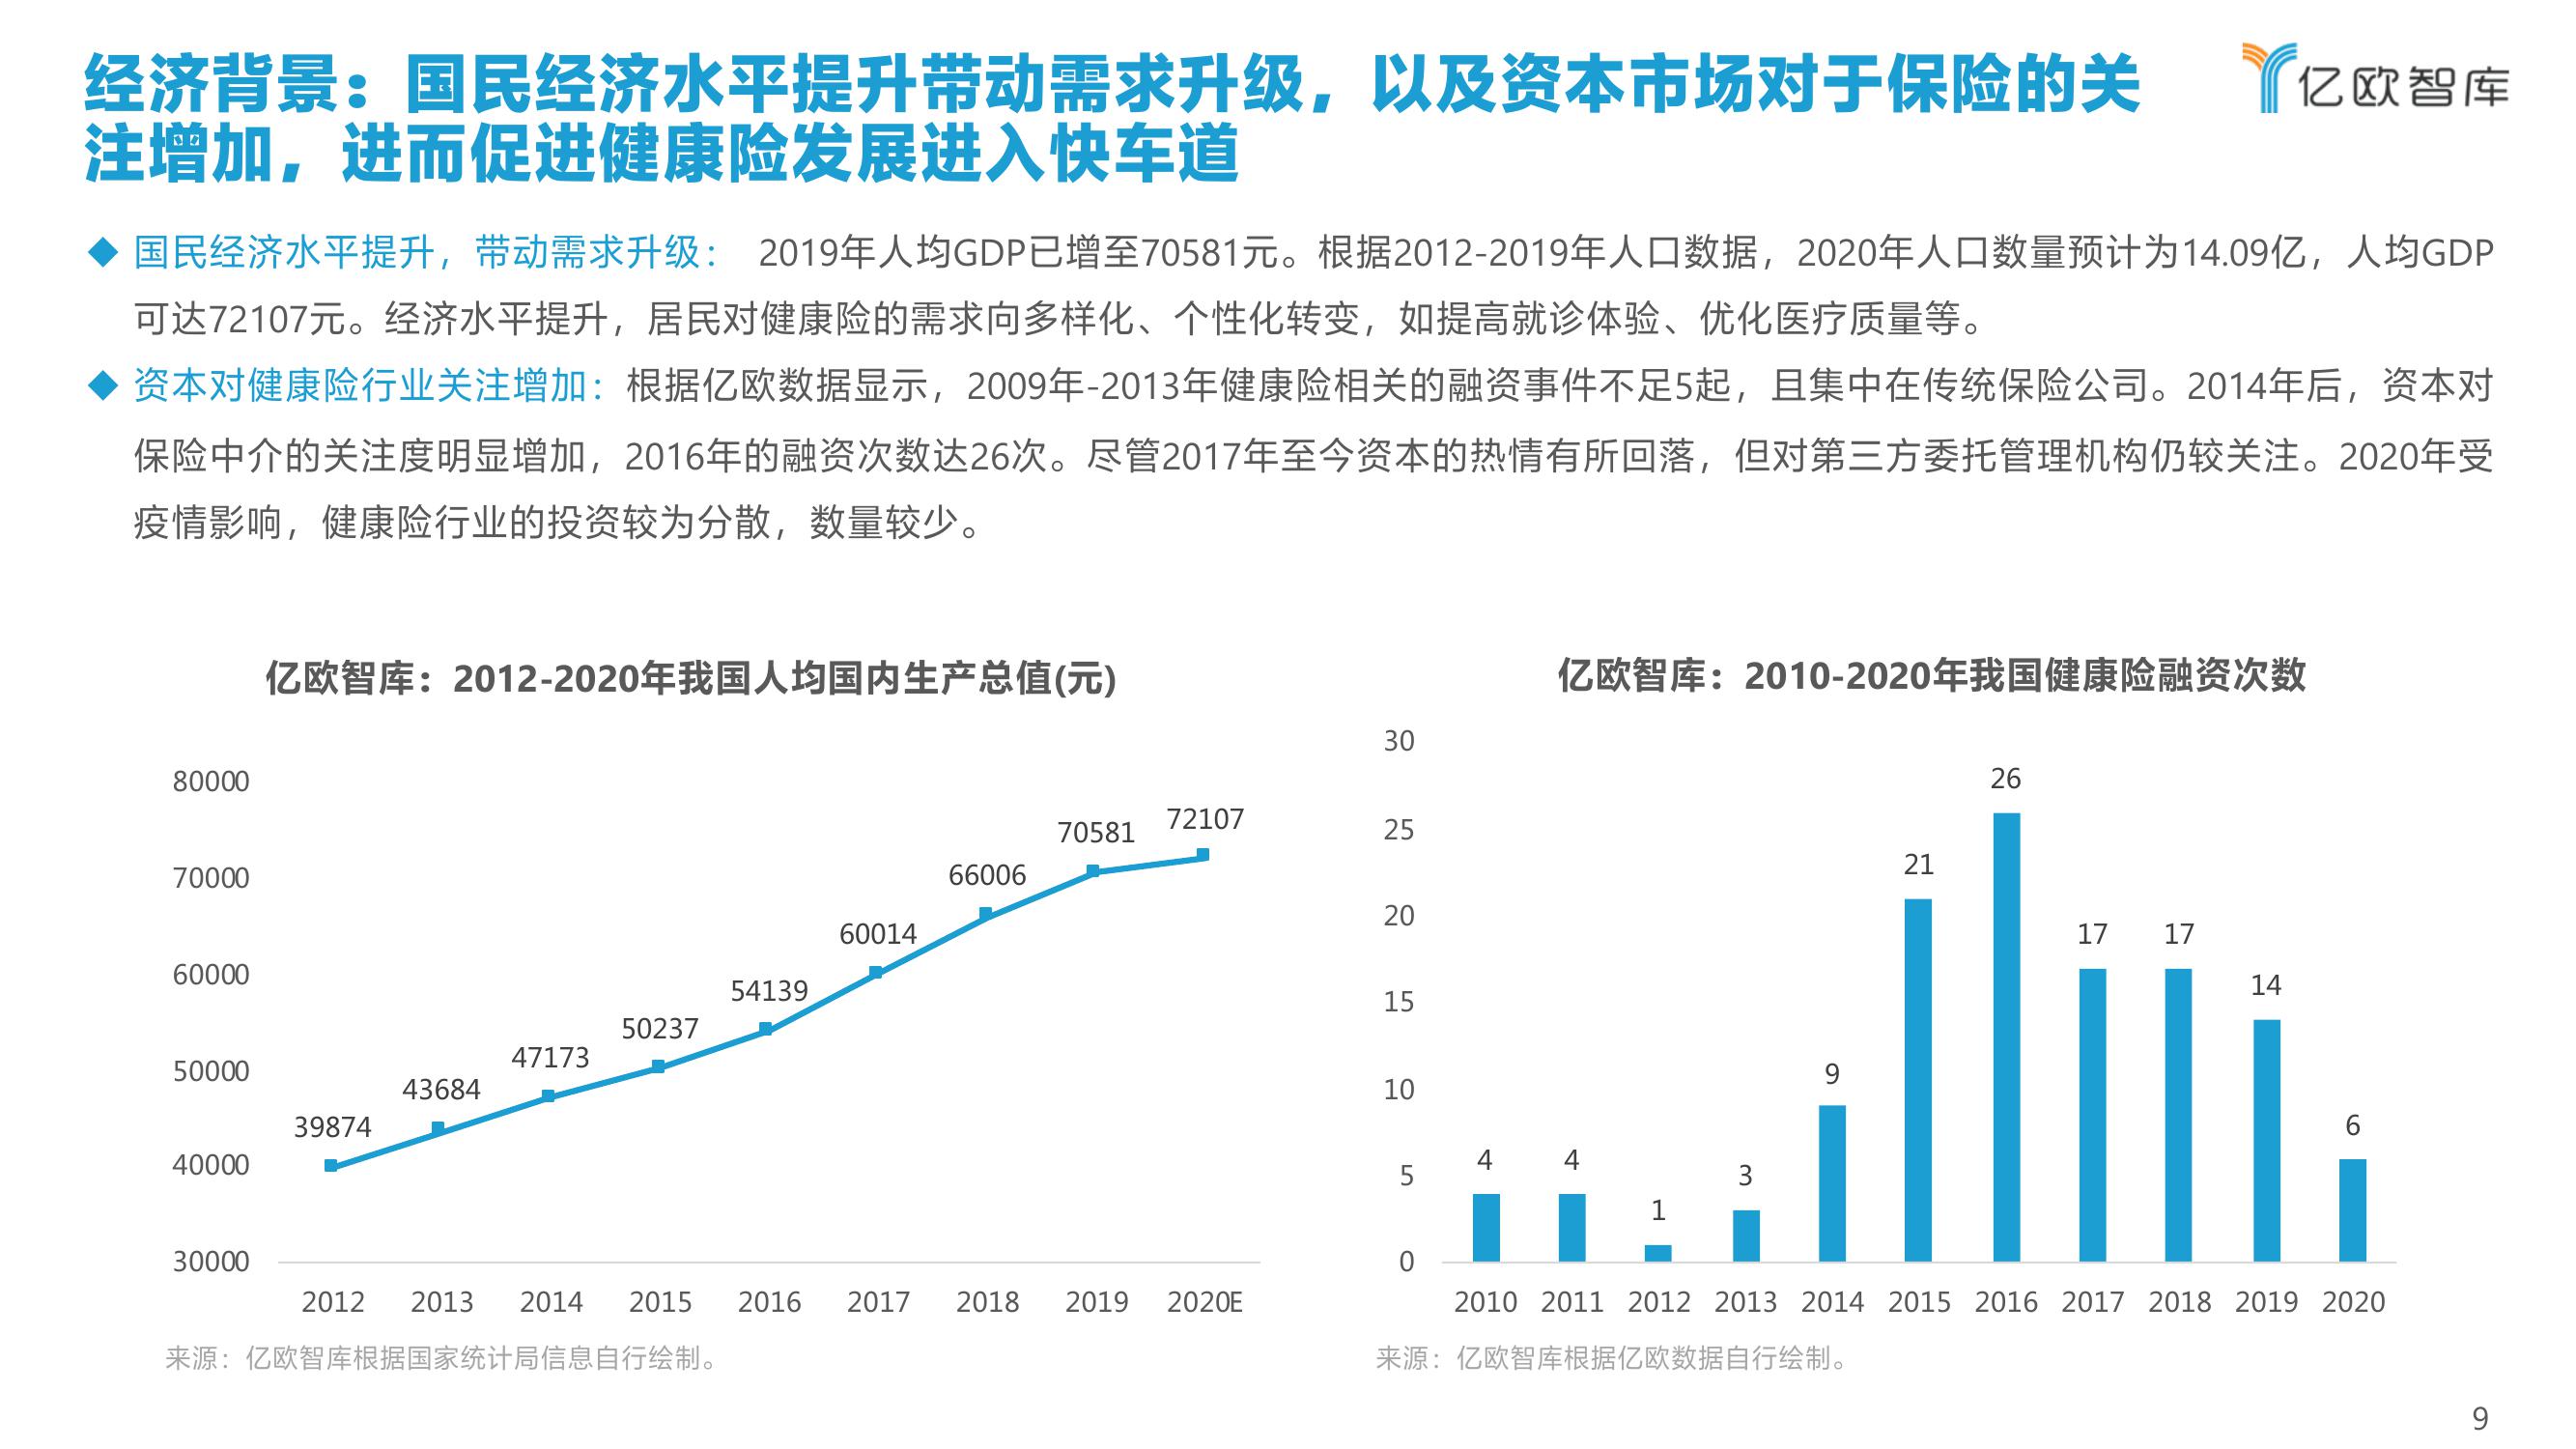 经济背景：国民经济水平提升带动需求升级，以及资本市场对于保险的关
注增加，进而促进健康险发展进入快车道
亿欧智库
◆ 国民经济水平提升，带动需求升级： 2019年人均GDP已增至70581元。根据2012-2019年人口数据，2020年人口数量预计为14.09亿，人均GDP
可达72107元。经济水平提升，居民对健康险的需求向多样化、个性化转变，如提高就诊体验、优化医疗质量等。
◆ 资本对健康险行业关注增加：根据亿欧数据显示，2009年-2013年健康险相关的融资事件不足5起，且集中在传统保险公司。2014年后，资本对
保险中介的关注度明显增加，2016年的融资次数达26次。尽管2017年至今资本的热情有所回落，但对第三方委托管理机构仍较关注。2020年受
疫情影响，健康险行业的投资较为分散，数量较少。
亿欧智库：2012-2020年我国人均国内生产总值(元)
80000
70000
60000
50000
40000
30000
39874
43684
47173
50237
54139
60014
66006
70581
72107
2012 2013 2014 2015 2016 2017 2018 2019 2020E
来源：亿欧智库根据国家统计局信息自行绘制。
亿欧智库：2010-2020年我国健康险融资次数
30
25
20
15
10
5
0
4
4
1
3
9
21
26
17
17
14
6
2010 2011 2012 2013 2014 2015 2016 2017 2018 2019 2020
来源：亿欧智库根据亿欧数据自行绘制。
9